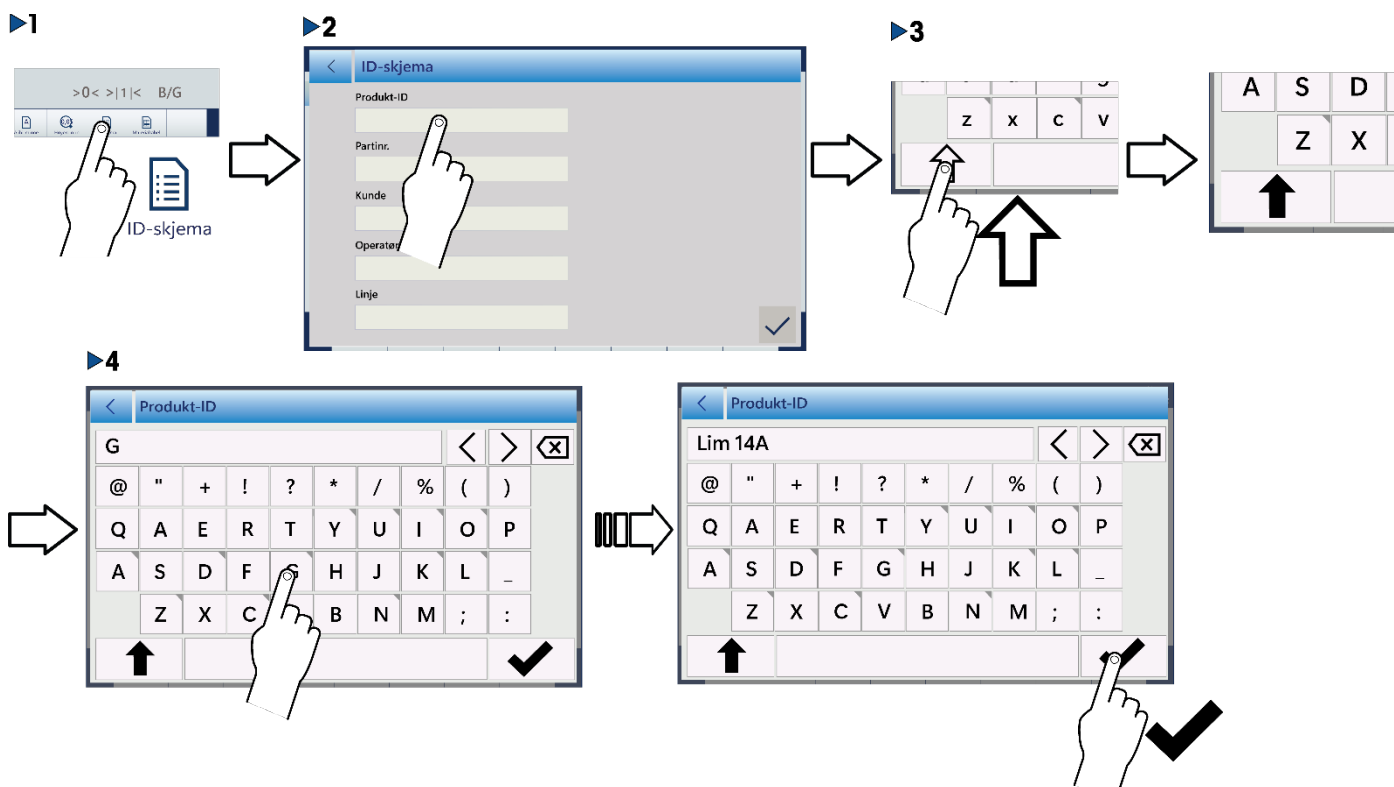 1
>0< >|1|< B/G
ID-skjema
2
ID-skjema
Produkt-ID
Partinr.
Kunde
Operatør
Linje
3
z x c v
A S D
Z X
4
Produkt-ID
G
@ " + ! ? * / % ( )
Q A E R T Y U I O P
A S D F G H J K L _
Z X C B N M ; :
Produkt-ID
Lim 14A
@ " + ! ? * / % ( )
Q A E R T Y U I O P
A S D F G H J K L _
Z X C V B N M ; :